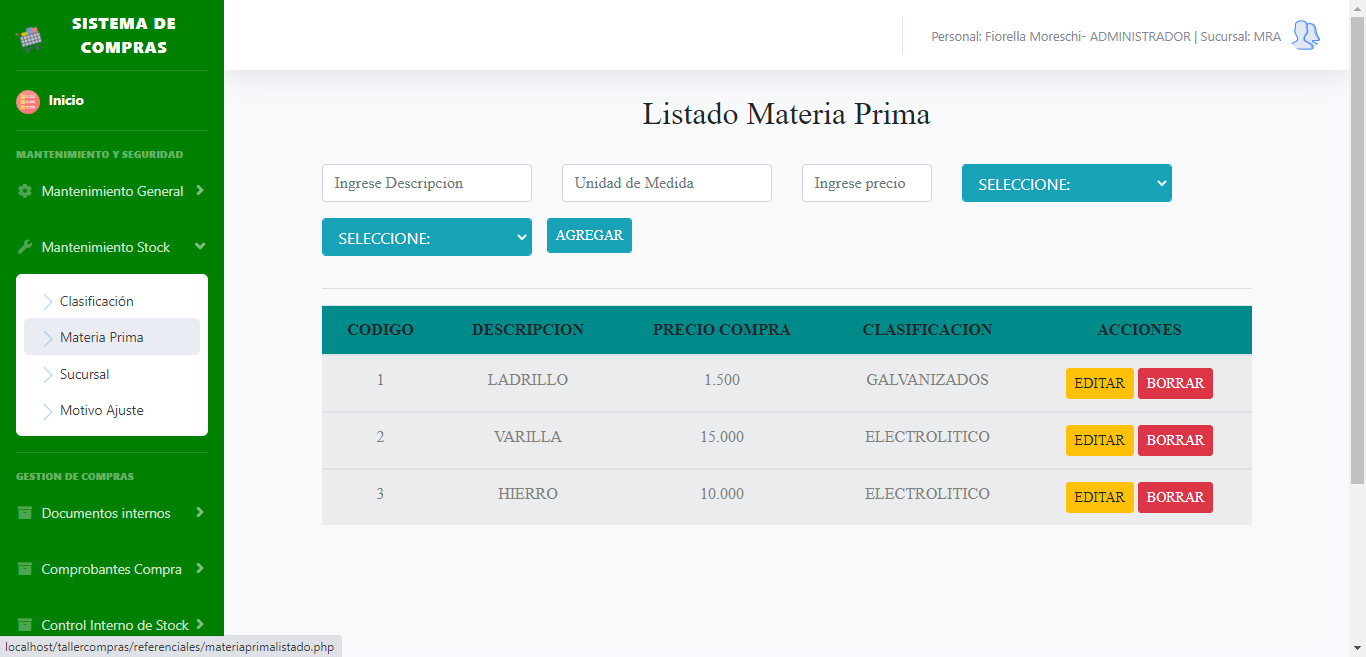 SISTEMA DE
COMPRAS
Personal: Fiorella Moreschi- ADMINISTRADOR | Sucursal: MRA
Inicio
MANTENIMIENTO Y SEGURIDAD
Mantenimiento General
Mantenimiento Stock
Clasificación
Materia Prima
Sucursal
Motivo Ajuste
GESTION DE COMPRAS
Documentos internos
Comprobantes Compra
Control Interno de Stock
Listado Materia Prima
Ingrese Descripcion Unidad de Medida Ingrese precio SELECCIONE:
SELECCIONE: AGREGAR
CODIGO DESCRIPCION PRECIO COMPRA CLASIFICACION ACCIONES
1 LADRILLO 1.500 GALVANIZADOS EDITAR BORRAR
2 VARILLA 15.000 ELECTROLITICO EDITAR BORRAR
3 HIERRO 10.000 ELECTROLITICO EDITAR BORRAR
localhost/tallercompras/referenciales/materiaprimalistado.php